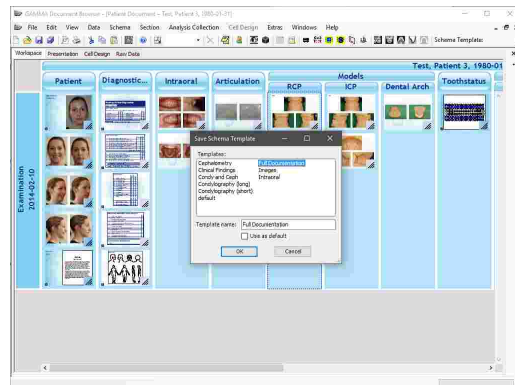 GAMMA Document Browser - [Patient Document - Test, Patient 3, 1980-01-31]
File Edit View Data Schema Section Analysis Collection Cell Design Extras Windows Help
Schema Template:
Workspace Presentation Cell Design Raw Data
Test, Patient 3, 1980-01
Patient Diagnostic... Intraoral Articulation Models Dental Arch Toothstatus
RCP ICP
Examination
2014-02-10
Save Schema Template
Templates:
Cephalometry Full Documentation
Clinical Findings Images
Condy and Ceph Intraoral
Condylography (long)
Condylography (short)
default
Template name: Full Documentation
Use as default
OK Cancel